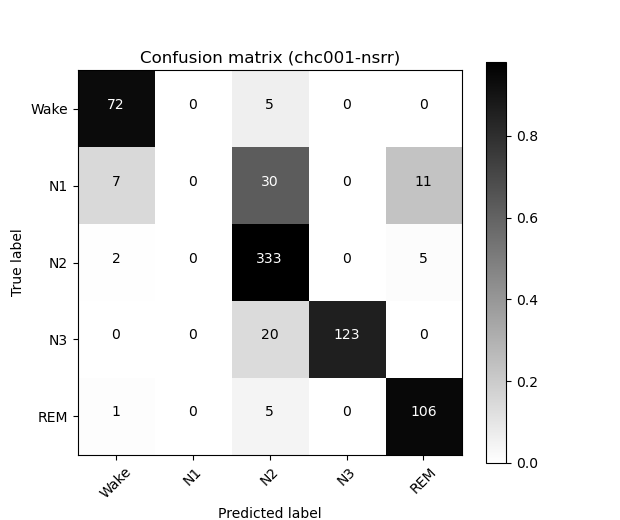 Confusion matrix (chc001-nsrr)
True label
Wake 72 0 5 0 0
N1 7 0 30 0 11
N2 2 0 333 0 5
N3 0 0 20 123 0
REM 1 0 5 0 106
Wake N1 N2 N3 REM
Predicted label
0.8
0.6
0.4
0.2
0.0